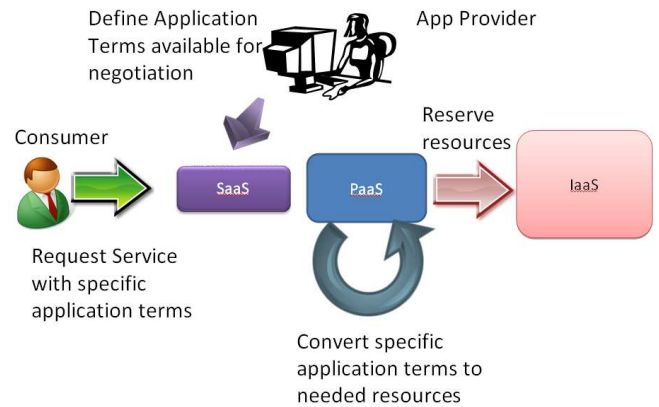 Define Application
Terms available for
negotiation
App Provider
Reserve
resources
Consumer
SaaS
PaaS
IaaS
Request Service
with specific
application terms
Convert specific
application terms to
needed resources